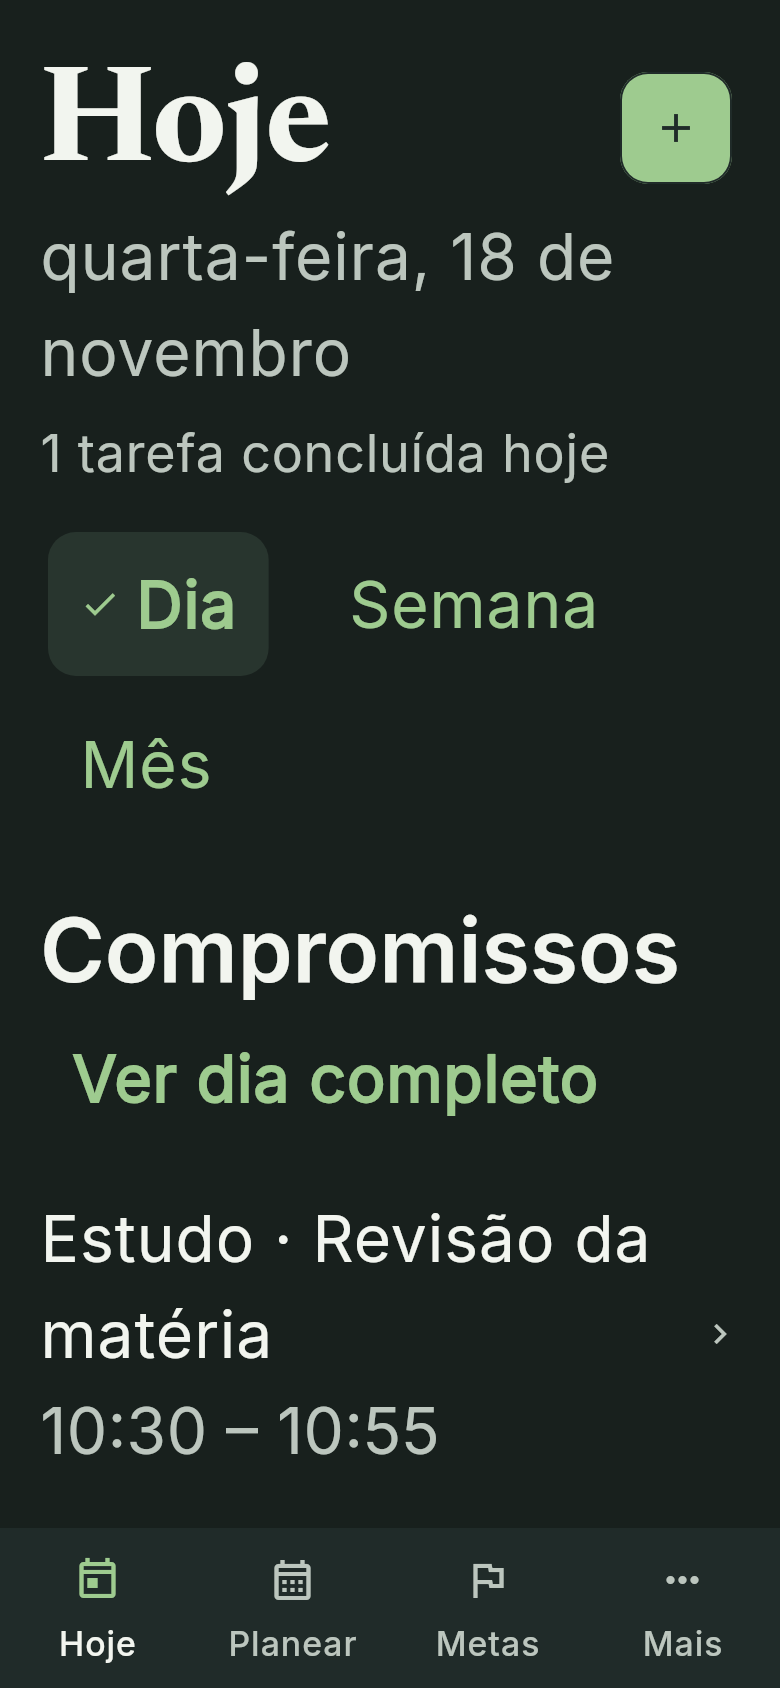 Hoje
quarta-feira, 18 de
novembro
1 tarefa concluída hoje
Dia
Semana
Mês
Compromissos
Ver dia completo
Estudo · Revisão da
matéria
10:30 – 10:55
Hoje
Planear
Metas
Mais